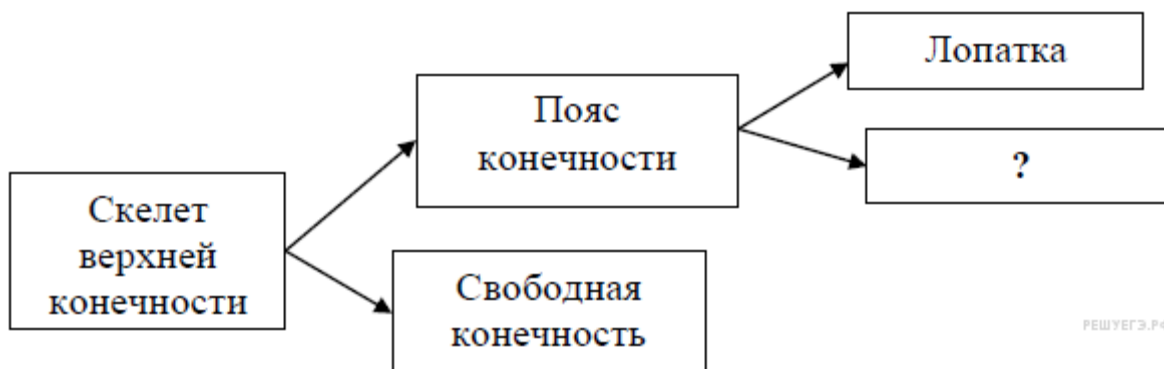 Лопатка
Пояс
конечности
?
Скелет
верхней
конечности
Свободная
конечность
РЕШУЕГЭ.РФ